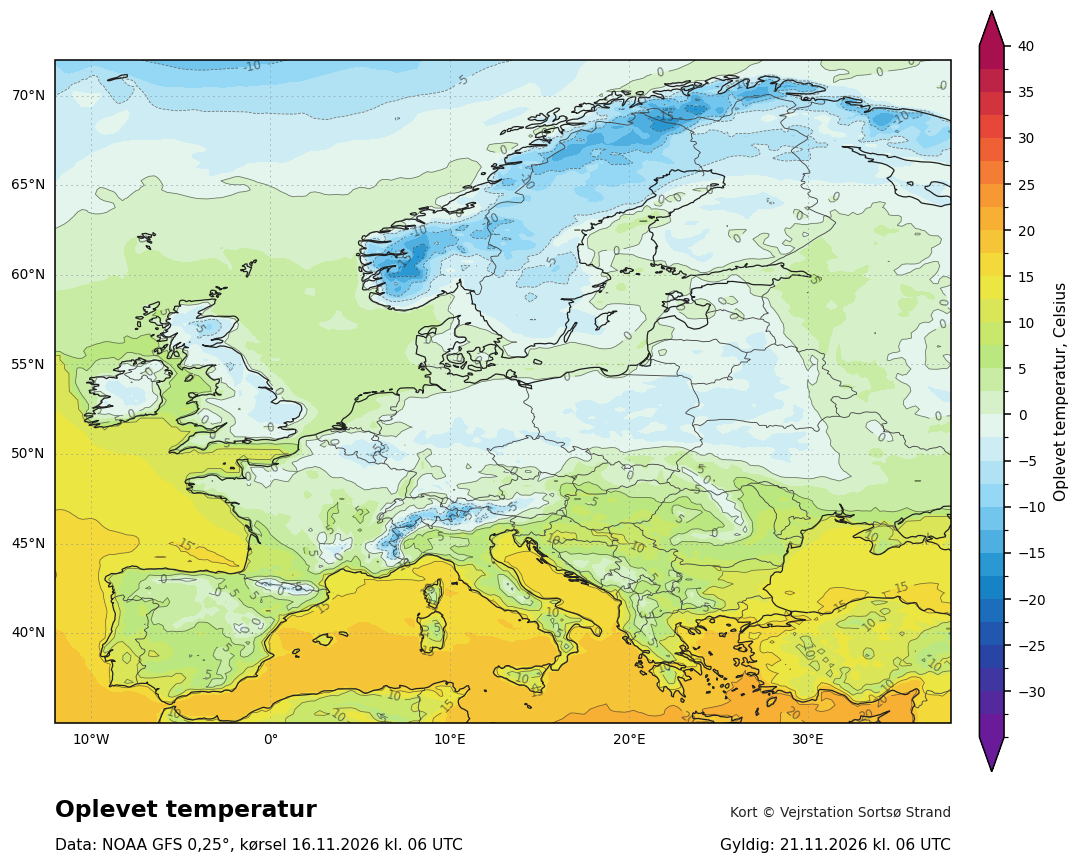 70°N
65°N
60°N
55°N
50°N
45°N
40°N
10°W
0°
10°E
20°E
30°E
40
35
30
25
20
15
10
5
0
−5
−10
−15
−20
−25
−30
Oplevet temperatur, Celsius
Oplevet temperatur
Kort © Vejrstation Sortsø Strand
Data: NOAA GFS 0,25°, kørsel 16.11.2026 kl. 06 UTC
Gyldig: 21.11.2026 kl. 06 UTC